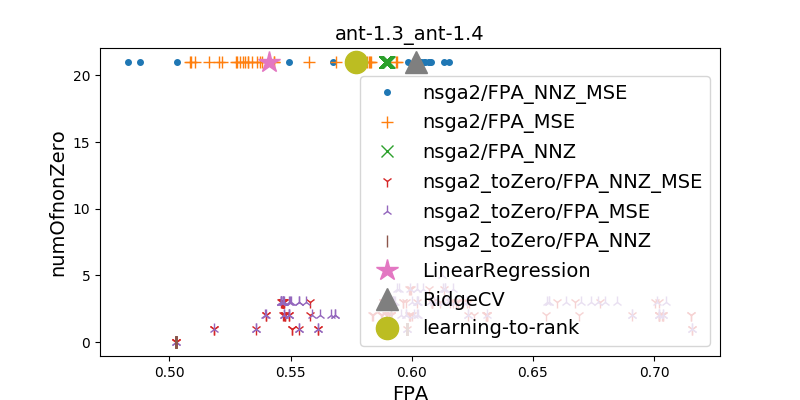 ant-1.3_ant-1.4
numOfnonZero
20
15
10
5
0
nsga2/FPA_NNZ_MSE
nsga2/FPA_MSE
nsga2/FPA_NNZ
nsga2_toZero/FPA_NNZ_MSE
nsga2_toZero/FPA_MSE
nsga2_toZero/FPA_NNZ
LinearRegression
RidgeCV
learning-to-rank
0.50 0.55 0.60 0.65 0.70
FPA